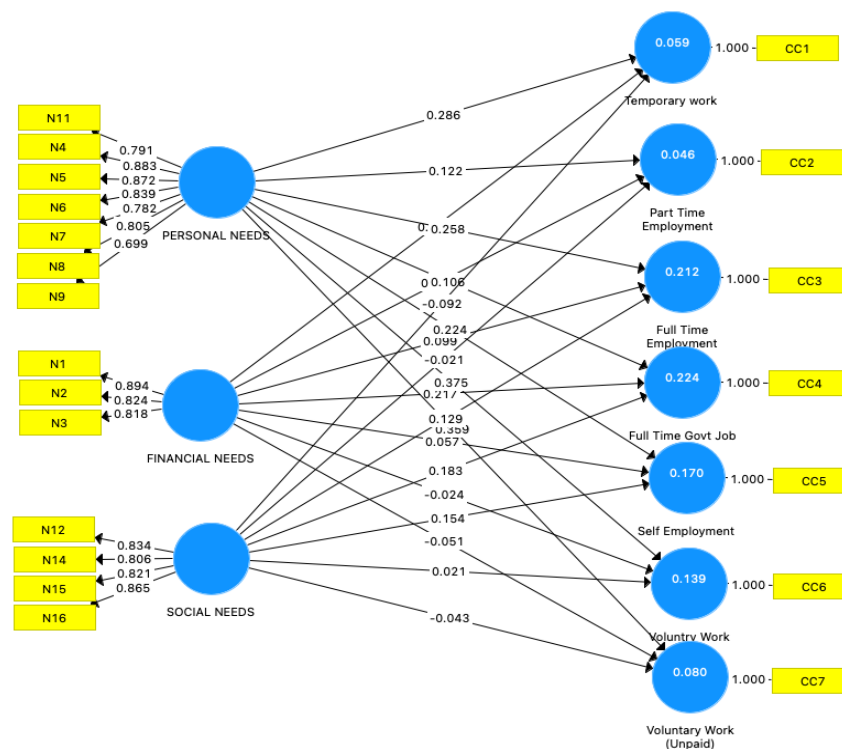 0.059
1.000
CC1
Temporary work
N11
0.791
0.286
N4
0.883
0.046
1.000
CC2
N5
0.872
0.122
N6
0.839
0.782
Part Time
Employment
N7
0.805
PERSONAL NEEDS
0.258
0.699
N8
0.212
1.000
CC3
N9
0.106
-0.092
0.224
Full Time
Employment
0.099
N1
-0.021
0.894
0.224
1.000
CC4
N2
0.375
0.824
0.217
N3
0.818
0.129
0.359
Full Time Govt Job
0.057
FINANCIAL NEEDS
0.183
0.170
1.000
CC5
-0.024
N12
0.834
0.154
Self Employment
-0.051
N14
0.806
0.021
N15
0.821
0.139
1.000
CC6
0.865
N16
SOCIAL NEEDS
-0.043
Voluntry Work
0.080
1.000
CC7
Voluntary Work
(Unpaid)